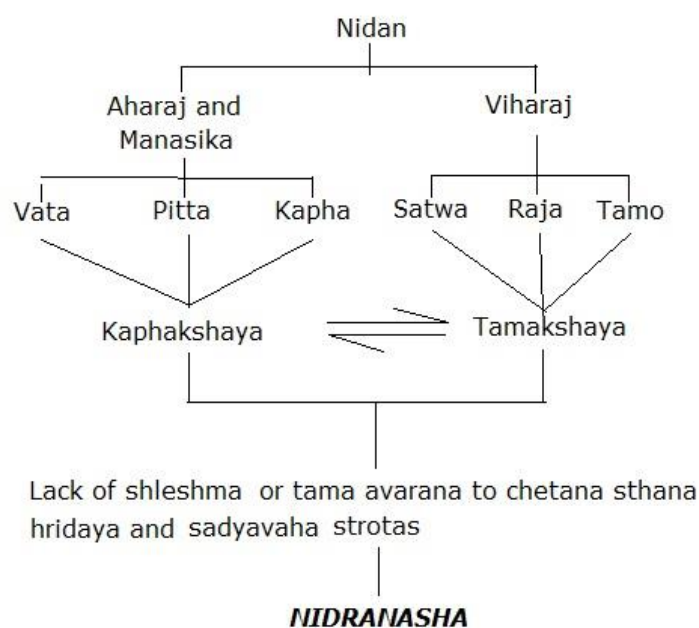 Nidan
Aharaj and
Manasika
Viharaj
Vata Pitta Kapha
Satwa Raja Tamo
Kaphakshaya
Tamakshaya
Lack of shleshma or tama avarana to chetana sthana
hridaya and sadyavaha strotas
NIDRANASHA